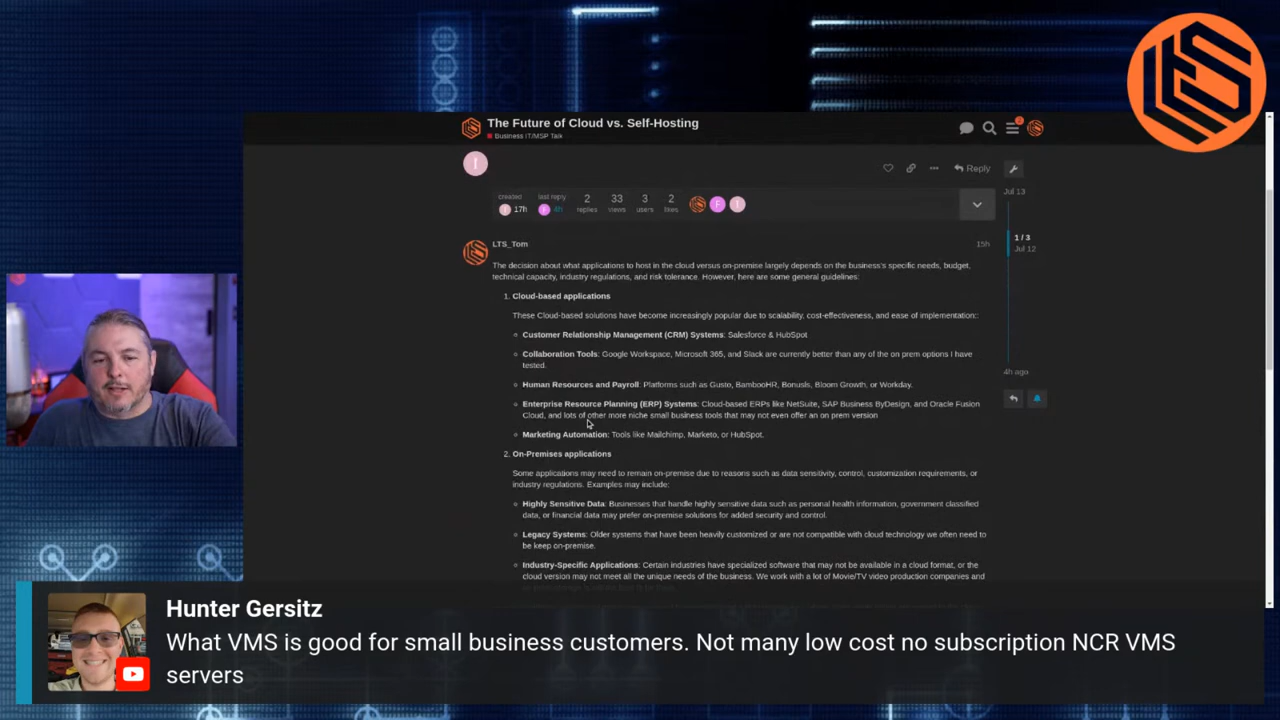 The Future of Cloud vs. Self-Hosting
Business IT/MSP Talk
Reply
created
17h
last reply
4h
2
replies
33
views
3
users
2
likes
Jul 13
1 / 3
Jul 12
4h ago
LTS_Tom
15h
The decision about what applications to host in the cloud versus on-premise largely depends on the business's specific needs, budget,
technical capacity, industry regulations, and risk tolerance. However, here are some general guidelines:
1. Cloud-based applications
These Cloud-based solutions have become increasingly popular due to scalability, cost-effectiveness, and ease of implementation::
Customer Relationship Management (CRM) Systems: Salesforce & HubSpot
Collaboration Tools: Google Workspace, Microsoft 365, and Slack are currently better than any of the on prem options I have
tested.
Human Resources and Payroll: Platforms such as Gusto, BambooHR, Bonusls, Bloom Growth, or Workday.
Enterprise Resource Planning (ERP) Systems: Cloud-based ERPs like NetSuite, SAP Business ByDesign, and Oracle Fusion
Cloud, and lots of other more niche small business tools that may not even offer an on prem version
Marketing Automation: Tools like Mailchimp, Marketo, or HubSpot.
2. On-Premises applications
Some applications may need to remain on-premise due to reasons such as data sensitivity, control, customization requirements, or
industry regulations. Examples may include:
Highly Sensitive Data: Businesses that handle highly sensitive data such as personal health information, government classified
data, or financial data may prefer on-premise solutions for added security and control.
Legacy Systems: Older systems that have been heavily customized or are not compatible with cloud technology we often need to
be keep on-premise.
Industry-Specific Applications: Certain industries have specialized software that may not be available in a cloud format, or the
cloud version may not meet all the unique needs of the business. We work with a lot of Movie/TV video production companies and
Hunter Gersitz
What VMS is good for small business customers. Not many low cost no subscription NCR VMS
servers